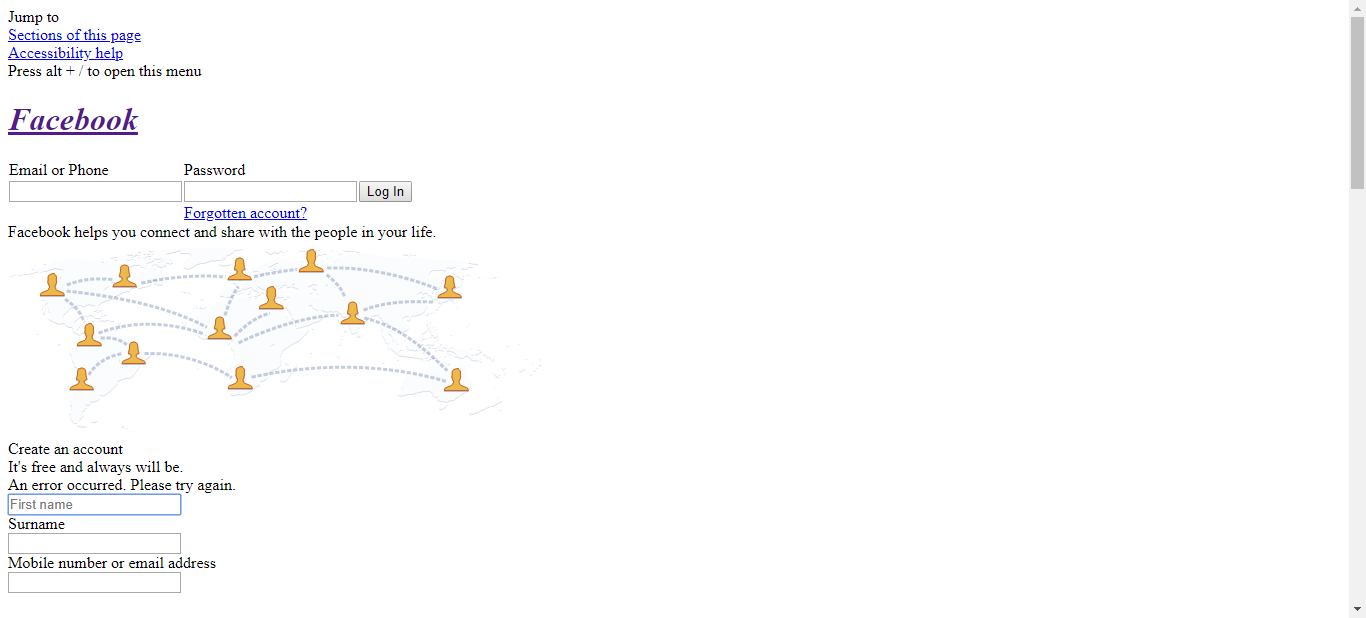 Jump to
Sections of this page
Accessibility help
Press alt + / to open this menu
Facebook
Email or Phone Password
Log In
Forgotten account?
Facebook helps you connect and share with the people in your life.
Create an account
It's free and always will be.
An error occurred. Please try again.
First name
Surname
Mobile number or email address